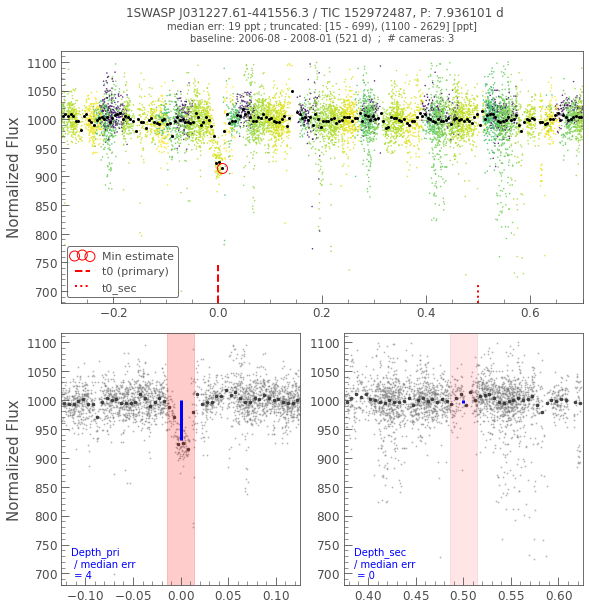 1SWASP J031227.61-441556.3 / TIC 152972487, P: 7.936101 d
median err: 19 ppt ; truncated: [15 - 699), (1100 - 2629] [ppt]
baseline: 2006-08 - 2008-01 (521 d)  ;  # cameras: 3
Normalized Flux
1100
1050
1000
950
900
850
800
750
700
Min estimate
t0 (primary)
t0_sec
−0.2 0.0 0.2 0.4 0.6
Normalized Flux
1100
1050
1000
950
900
850
800
750
700
Depth_pri
/ median err
= 4
−0.10 −0.05 0.00 0.05 0.10
1100
1050
1000
950
900
850
800
750
700
Depth_sec
/ median err
= 0
0.40 0.45 0.50 0.55 0.60